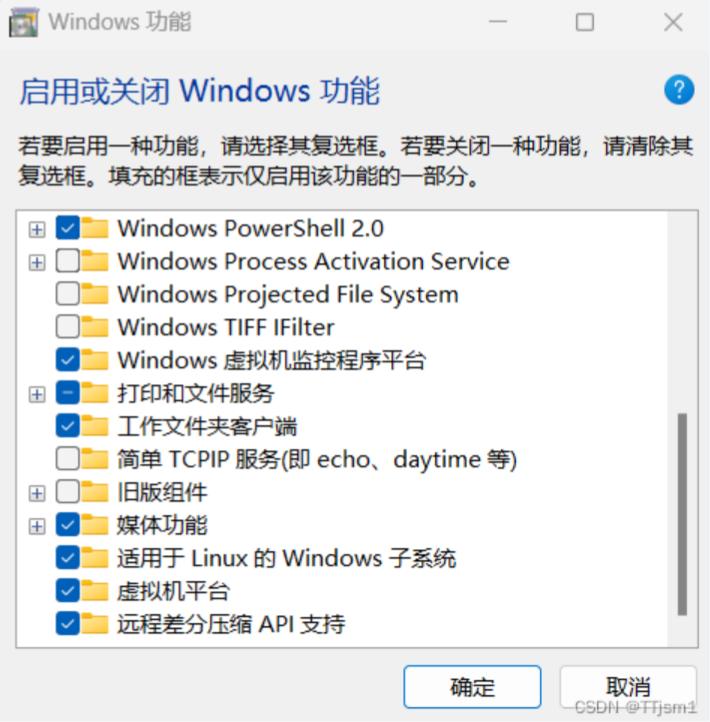 Windows 功能
启用或关闭 Windows 功能
若要启用一种功能，请选择其复选框。若要关闭一种功能，请清除其
复选框。填充的框表示仅启用该功能的一部分。
Windows PowerShell 2.0
Windows Process Activation Service
Windows Projected File System
Windows TIFF IFilter
Windows 虚拟机监控程序平台
打印和文件服务
工作文件夹客户端
简单 TCPIP 服务(即 echo、daytime 等)
旧版组件
媒体功能
适用于 Linux 的 Windows 子系统
虚拟机平台
远程差分压缩 API 支持
确定
取消
CSDN @TTjsm1